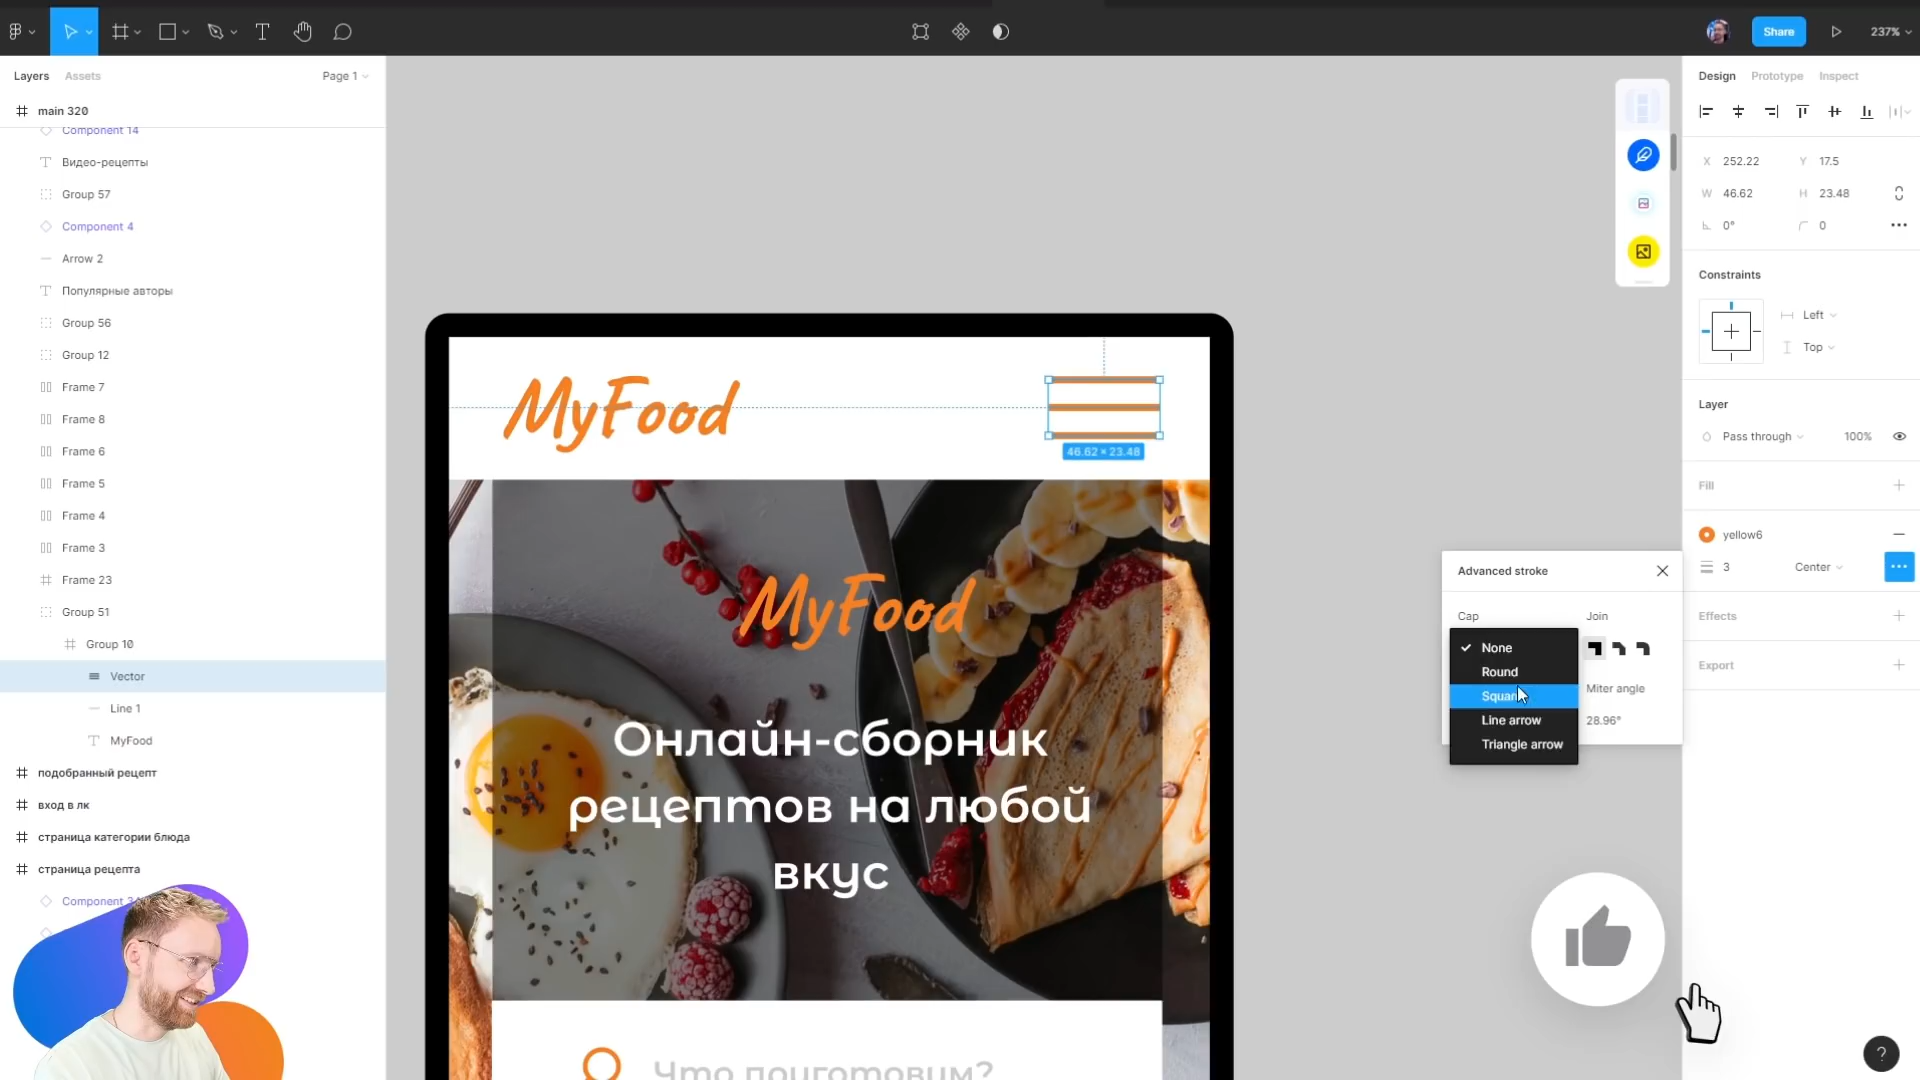 237%
Share
Layers
Assets
Page 1
main 320
Component 14
Видео-рецепты
Group 57
Component 4
Arrow 2
Популярные авторы
Group 56
Group 12
Frame 7
Frame 8
Frame 6
Frame 5
Frame 4
Frame 3
Frame 23
Group 51
Group 10
Vector
Line 1
MyFood
подобранный рецепт
вход в лк
страница категории блюда
страница рецепта
MyFood
46.62 × 23.48
MyFood
Онлайн-сборник
рецептов на любой
вкус
Что приготовим?
Advanced stroke
Cap
Join
None
Round
Line arrow
Triangle arrow
Miter angle
28.96°
Design
Prototype
Inspect
X 252.22
Y 17.5
W 46.62
H 23.48
0°
0
Constraints
Left
Top
Layer
Pass through
100%
Fill
yellow6
3
Center
Effects
Export
?